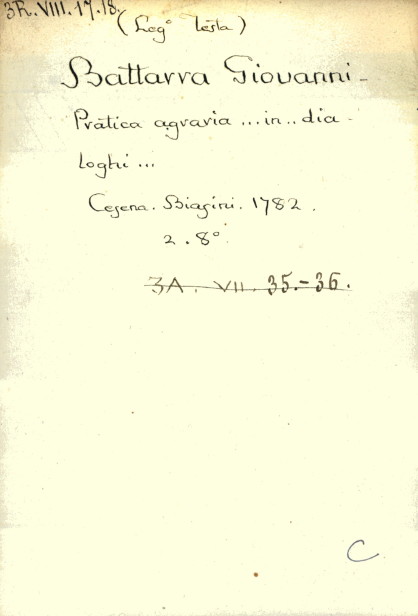 3R. VIII. 17. 18.
(Leg° Testa)
Battarra Giovanni -
Pratica agraria ... in .. dia -
loghi ...
Cesena. Biasini. 1782.
2. 8°.
3A. VII. 35.-36.
C